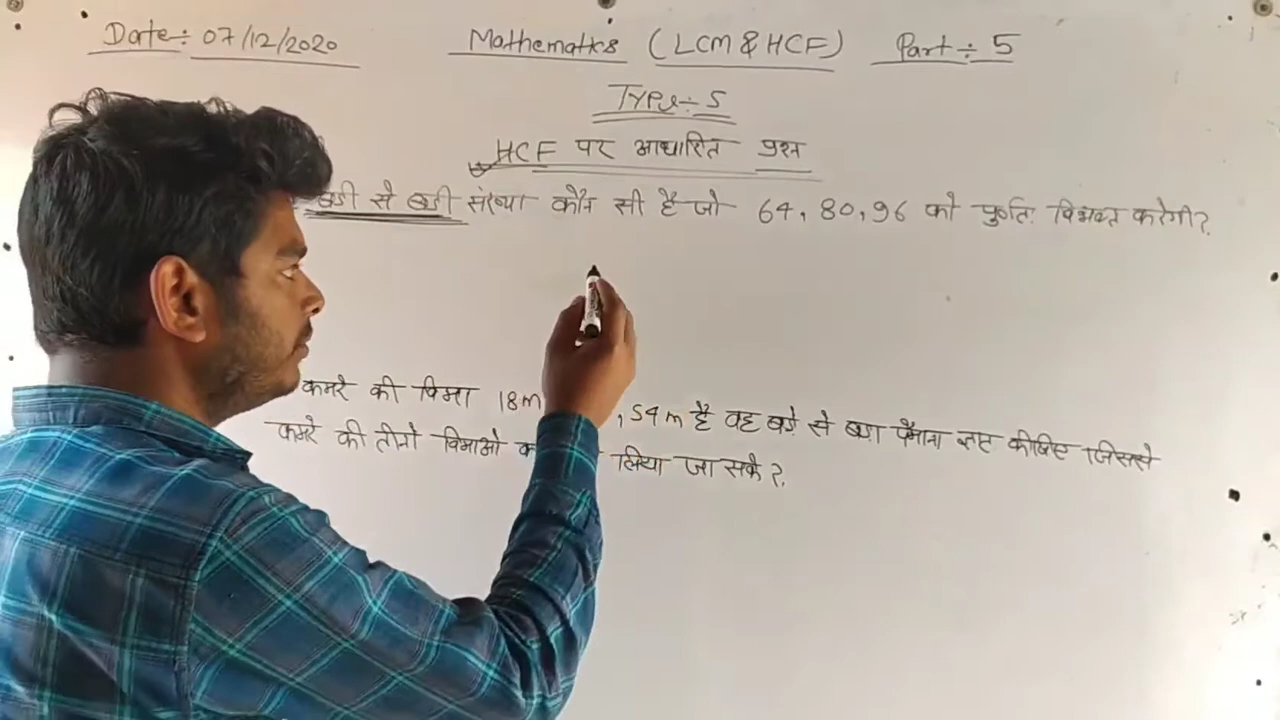 Date÷ 07/12/2020 Mathematics (LCM & HCF) Part÷ 5
Type÷ 5
HCF पर आधारित प्रश्न
बड़ी से बड़ी संख्या कौन सी है जो 64, 80, 96 को पूर्णतः विभक्त करेगी?
कमरे की विमा 18m , 54m है वह बड़े से बड़ा पैमाना ज्ञात कीजिए जिससे
कमरे की तीनो विमाओ लिया जा सके?